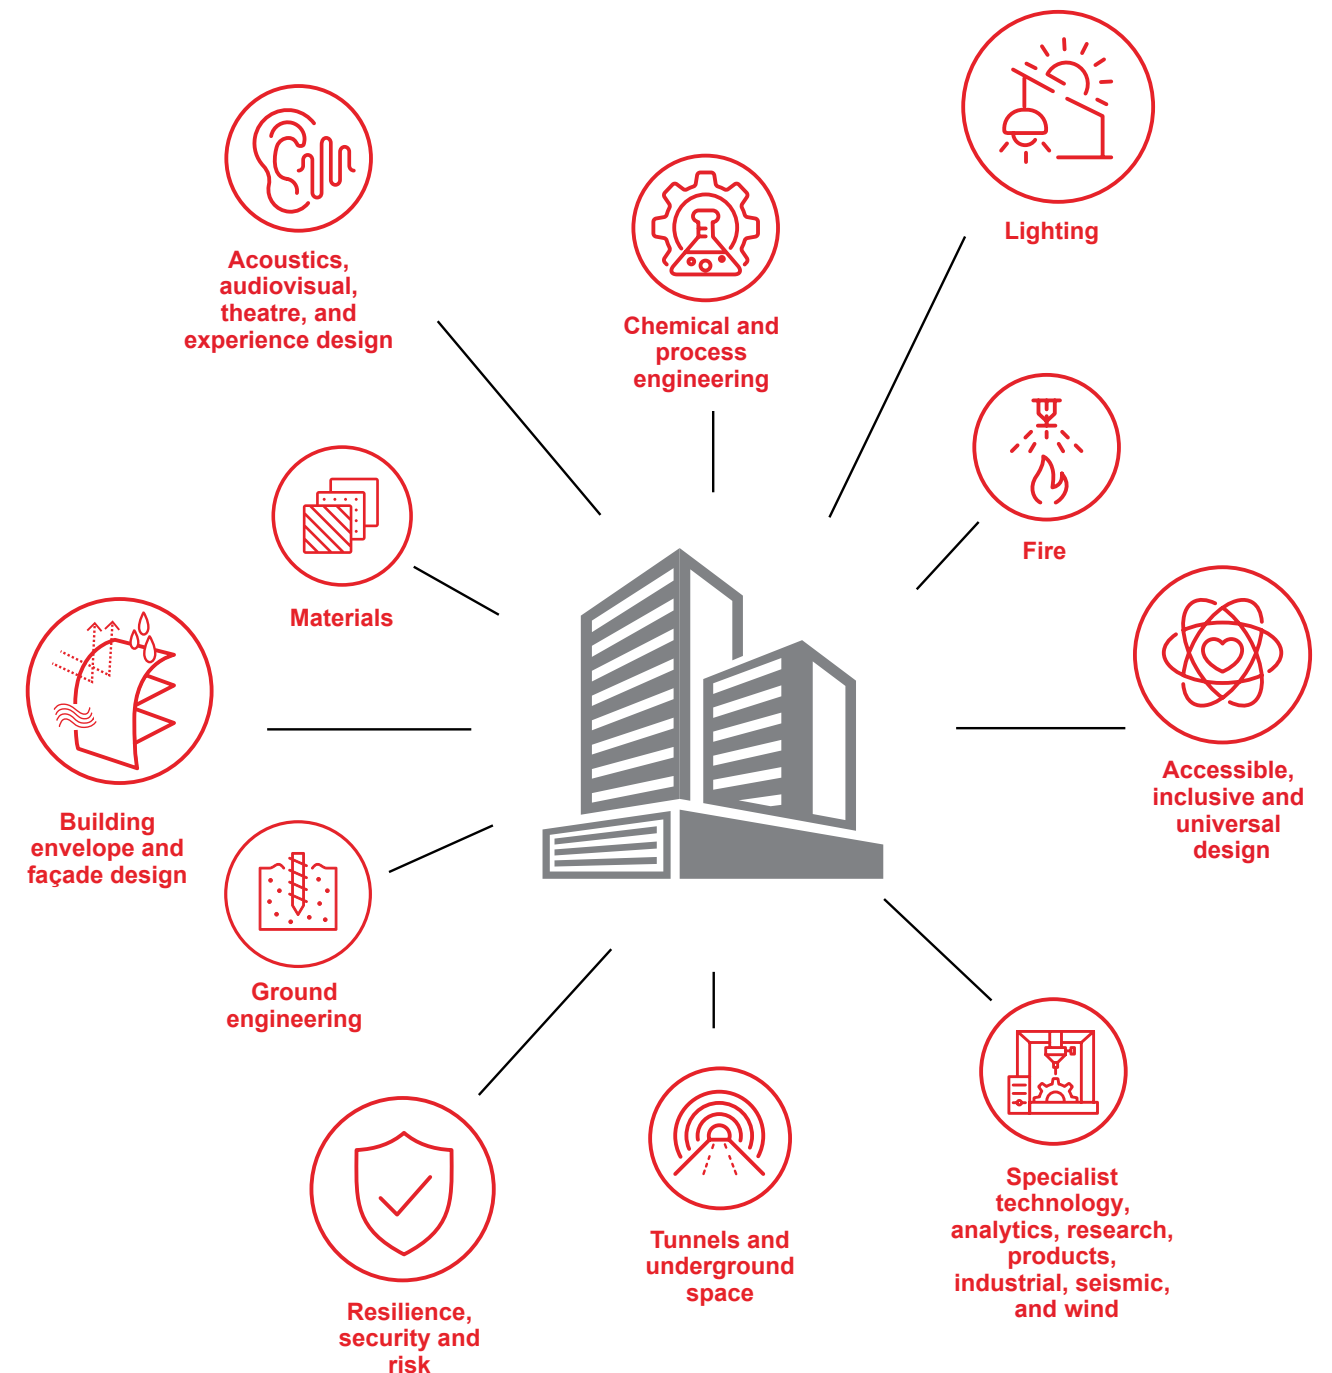 Lighting
Acoustics,
audiovisual,
theatre, and
experience design
Chemical and
process
engineering
Fire
Materials
Accessible,
inclusive and
universal
design
Building
envelope and
façade design
Ground
engineering
Specialist
technology,
analytics, research,
products,
industrial, seismic,
and wind
Tunnels and
underground
space
Resilience,
security and
risk